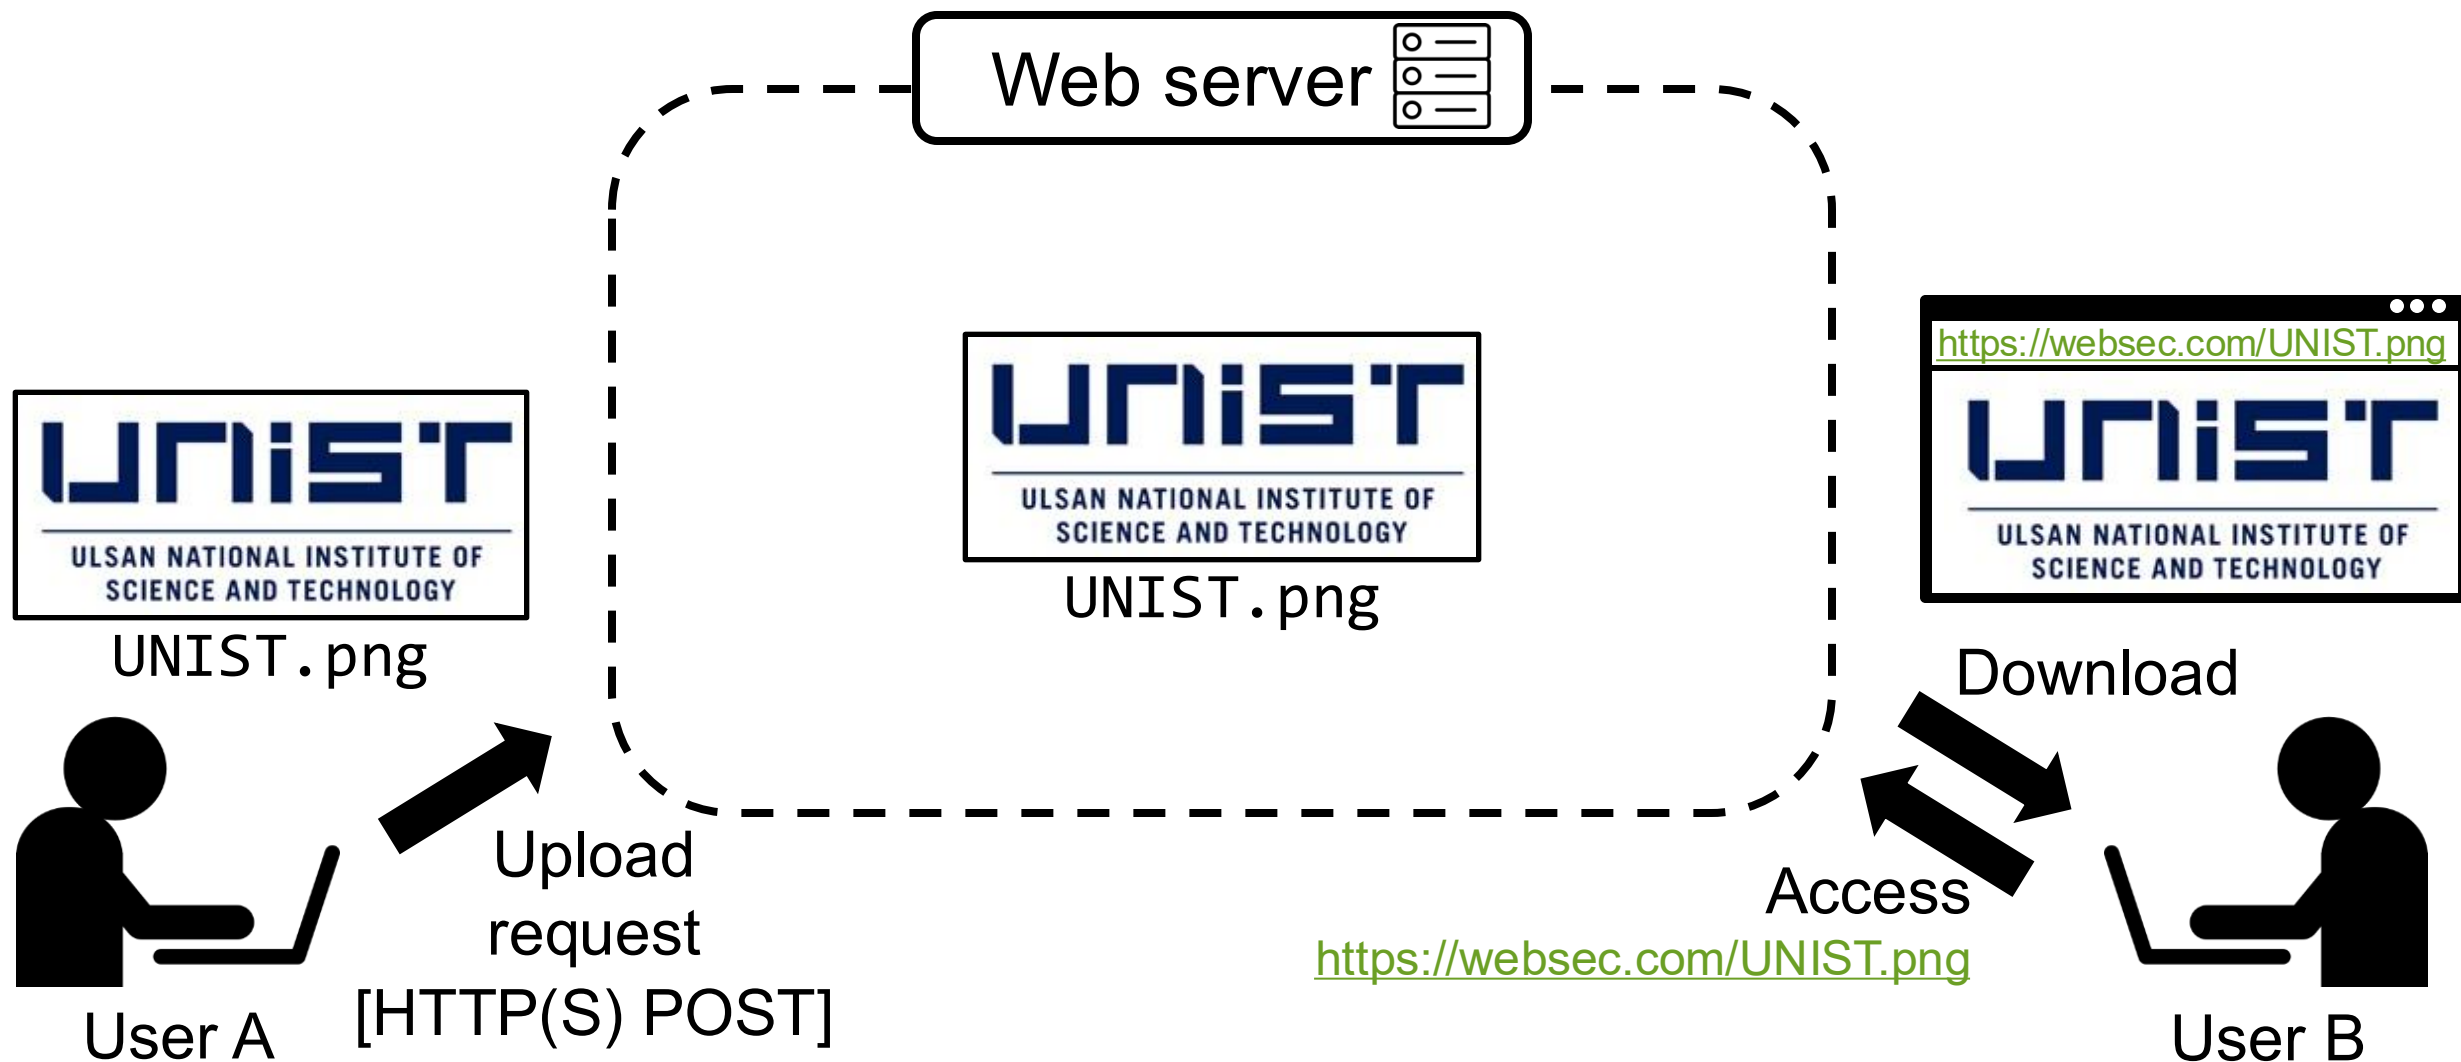 Web server
UNIST
ULSAN NATIONAL INSTITUTE OF
SCIENCE AND TECHNOLOGY
UNIST.png
User A
Upload
request
[HTTP(S) POST]
UNIST
ULSAN NATIONAL INSTITUTE OF
SCIENCE AND TECHNOLOGY
UNIST.png
https://websec.com/UNIST.png
UNIST
ULSAN NATIONAL INSTITUTE OF
SCIENCE AND TECHNOLOGY
Download
Access
https://websec.com/UNIST.png
User B